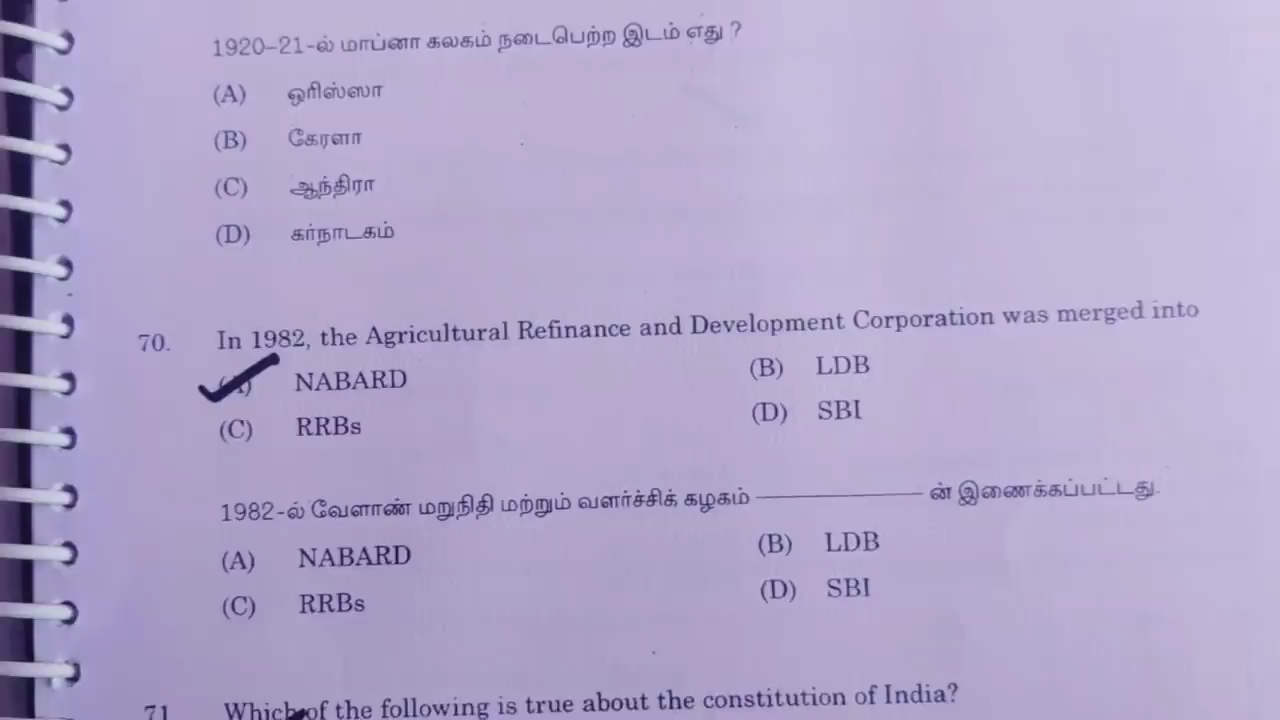 1920–21-ல் மாப்னா கலகம் நடைபெற்ற இடம் எது ?
(A) ஒரிஸ்ஸா
(B) கேரளா
(C) ஆந்திரா
(D) கர்நாடகம்
70. In 1982, the Agricultural Refinance and Development Corporation was merged into
(A) NABARD (B) LDB
(C) RRBs (D) SBI
1982-ல் வேளாண் மறுநிதி மற்றும் வளர்ச்சிக் கழகம் ——————— ன் இணைக்கப்பட்டது.
(A) NABARD (B) LDB
(C) RRBs (D) SBI
71 Which of the following is true about the constitution of India?